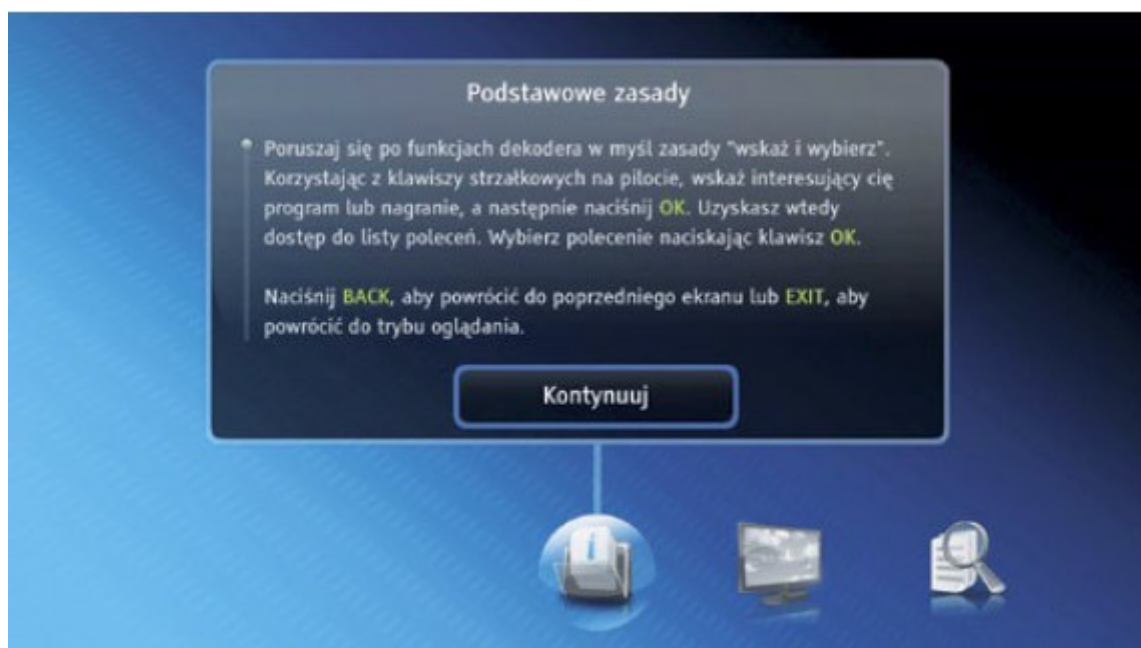 Podstawowe zasady
Poruszaj się po funkcjach dekodera w myśl zasady "wskaż i wybierz".
Korzystając z klawiszy strzałkowych na pilocie, wskaż interesujący cię
program lub nagranie, a następnie naciśnij OK. Uzyskasz wtedy
dostęp do listy poleceń. Wybierz polecenie naciskając klawisz OK.
Naciśnij BACK, aby powrócić do poprzedniego ekranu lub EXIT, aby
powrócić do trybu oglądania.
Kontynuuj
i